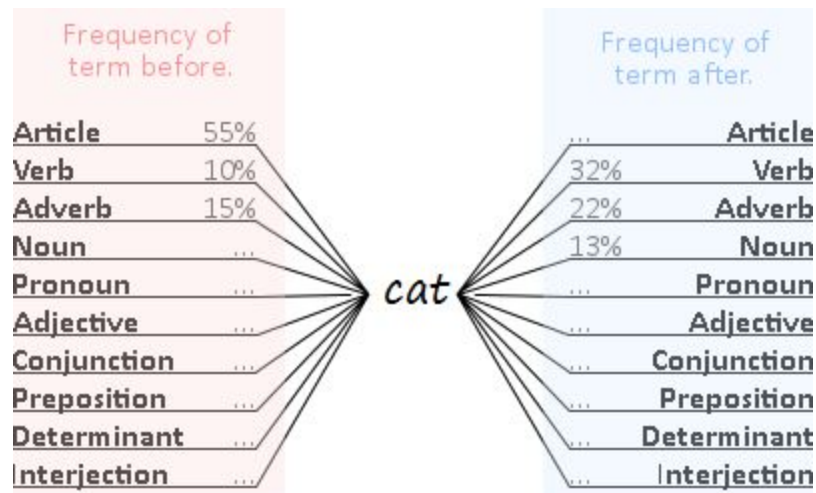 Frequency of
term before.
Article 55%
Verb 10%
Adverb 15%
Noun ...
Pronoun ...
Adjective ...
Conjunction ...
Preposition ...
Determinant ...
Interjection ...
cat
Frequency of
term after.
... Article
32% Verb
22% Adverb
13% Noun
... Pronoun
... Adjective
... Conjunction
... Preposition
... Determinant
... Interjection